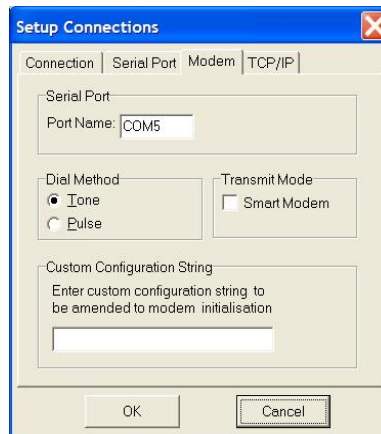 Setup Connections
Connection Serial Port Modem TCP/IP
Serial Port
Port Name: COM5
Dial Method
Tone
Pulse
Transmit Mode
Smart Modem
Custom Configuration String
Enter custom configuration string to
be amended to modem initialisation
OK Cancel